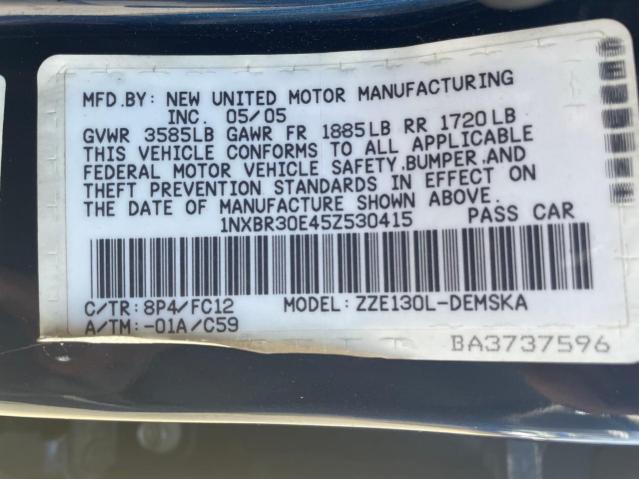 MFD.BY: NEW UNITED MOTOR MANUFACTURING
INC. 05/05
GVWR 3585LB GAWR FR 1885LB RR 1720LB
THIS VEHICLE CONFORMS TO ALL APPLICABLE
FEDERAL MOTOR VEHICLE SAFETY,BUMPER,AND
THEFT PREVENTION STANDARDS IN EFFECT ON
THE DATE OF MANUFACTURE SHOWN ABOVE.
1NXBR30E45Z530415 PASS CAR
C/TR: 8P4/FC12 MODEL: ZZE130L-DEMSKA
A/TM: -01A/C59
BA3737596